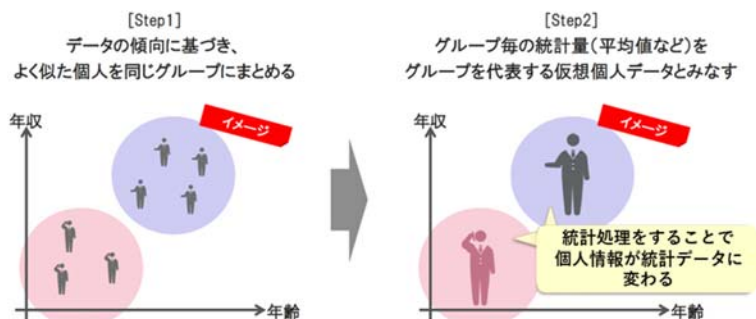 [Step1]
データの傾向に基づき、
よく似た個人を同じグループにまとめる
年収
イメージ
年齢
[Step2]
グループ毎の統計量(平均値など)を
グループを代表する仮想個人データとみなす
年収
イメージ
統計処理をすることで
個人情報が統計データに
変わる
年齢